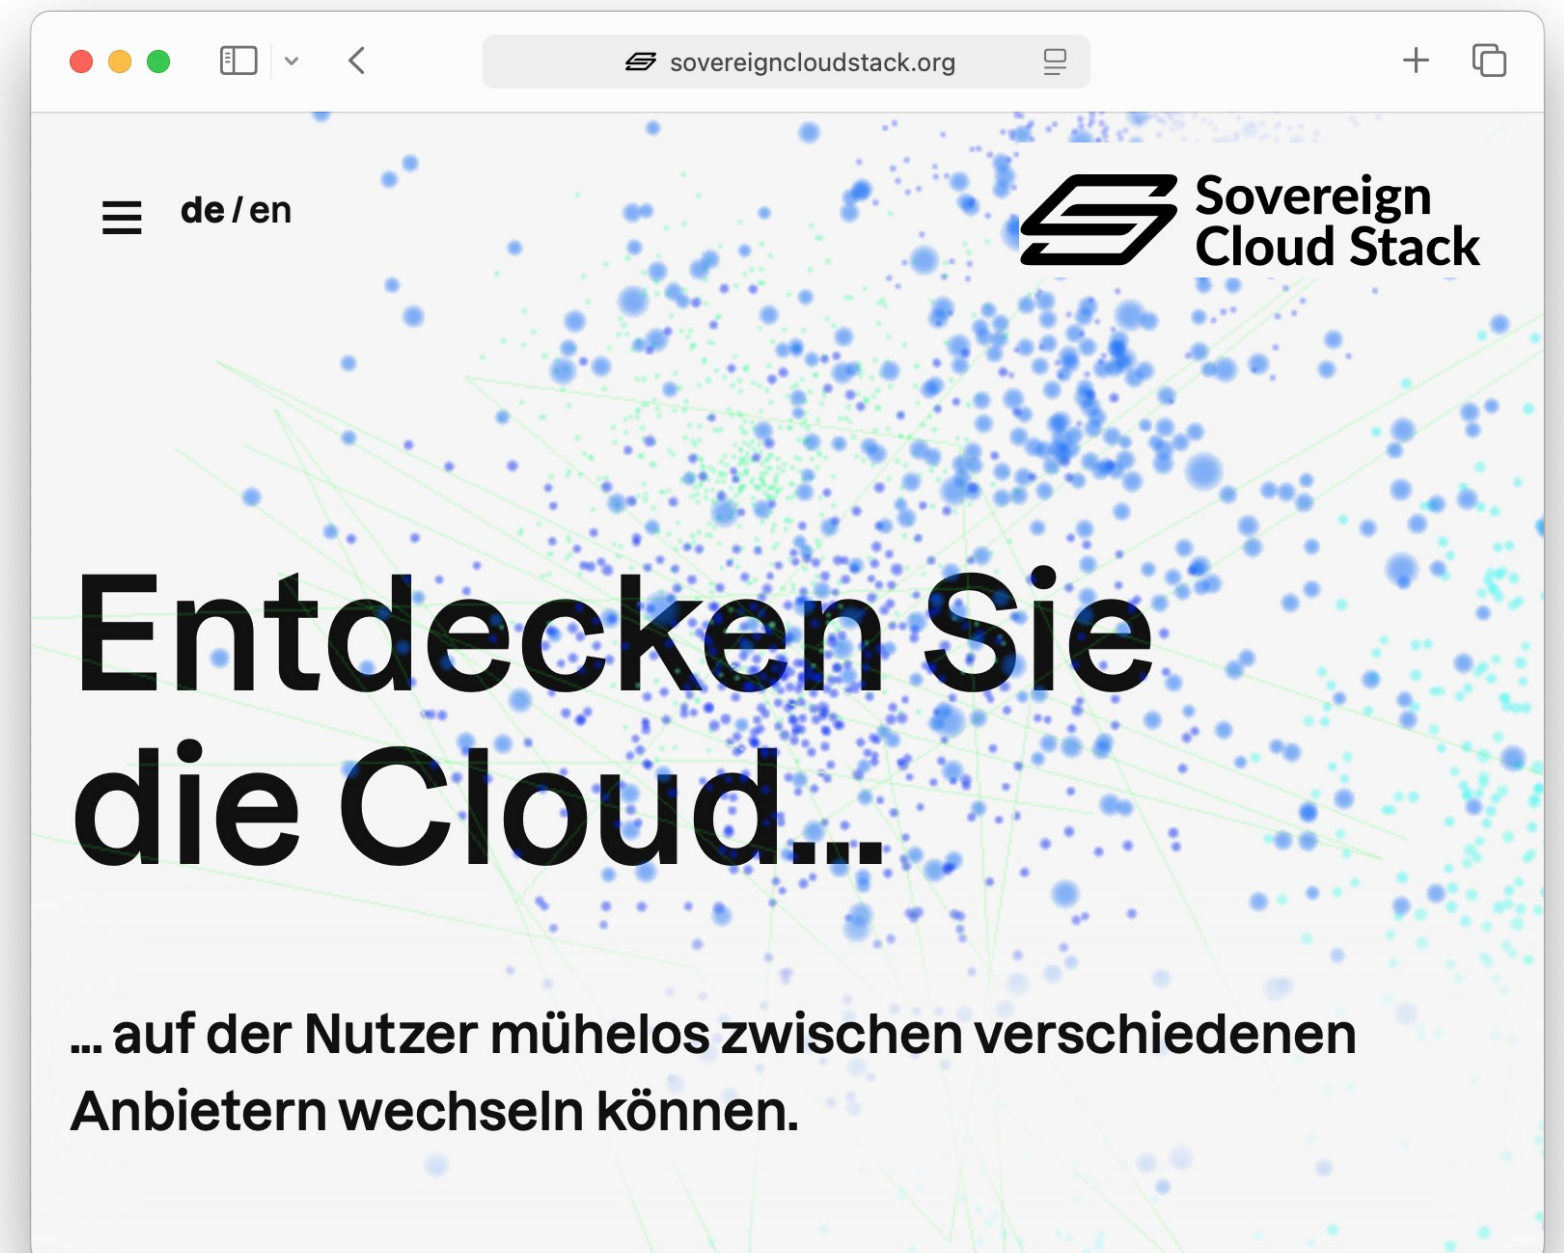 sovereigncloudstack.org
de / en
Sovereign
Cloud Stack
Entdecken Sie
die Cloud...
... auf der Nutzer mühelos zwischen verschiedenen
Anbietern wechseln können.